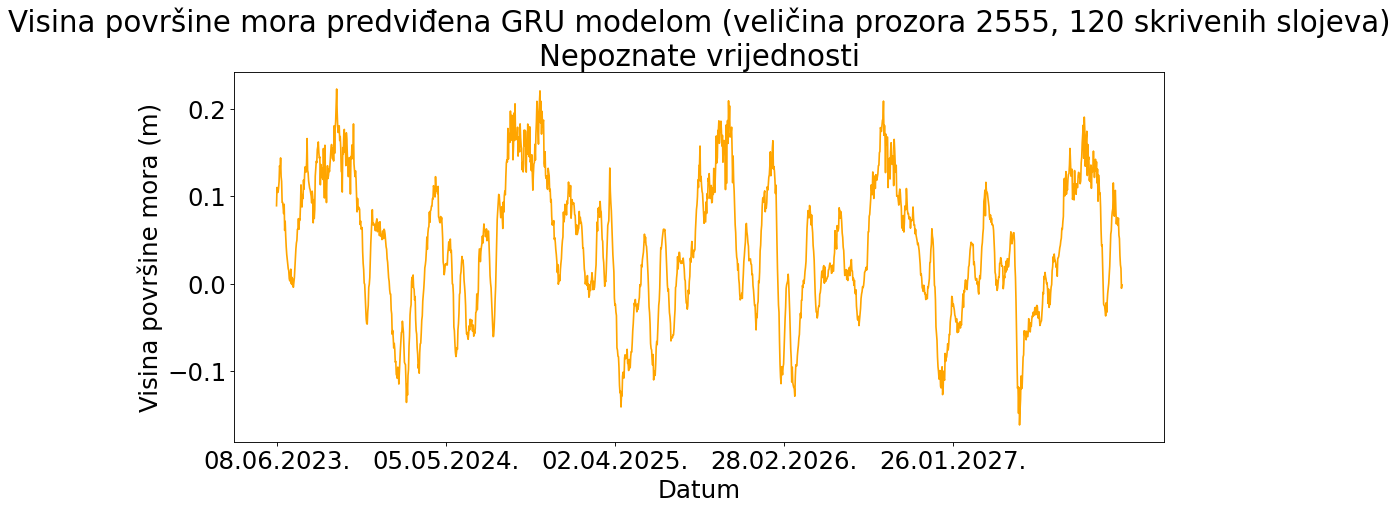 Visina površine mora predviđena GRU modelom (veličina prozora 2555, 120 skrivenih slojeva)
Nepoznate vrijednosti
Visina površine mora (m)
0.2
0.1
0.0
−0.1
08.06.2023. 05.05.2024. 02.04.2025. 28.02.2026. 26.01.2027.
Datum